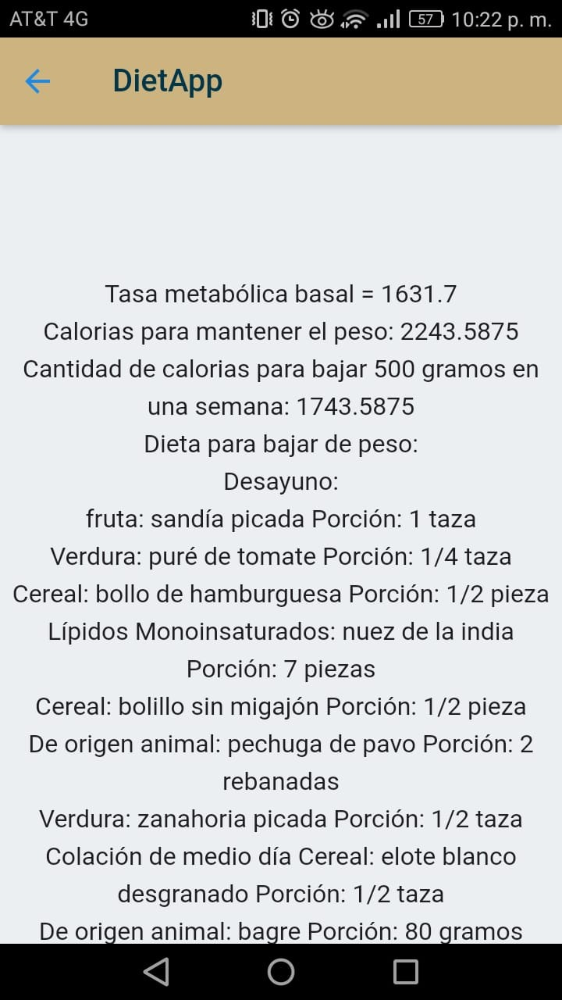 AT&T 4G 57 10:22 p. m.
DietApp
Tasa metabólica basal = 1631.7
Calorias para mantener el peso: 2243.5875
Cantidad de calorias para bajar 500 gramos en
una semana: 1743.5875
Dieta para bajar de peso:
Desayuno:
fruta: sandía picada Porción: 1 taza
Verdura: puré de tomate Porción: 1/4 taza
Cereal: bollo de hamburguesa Porción: 1/2 pieza
Lípidos Monoinsaturados: nuez de la india
Porción: 7 piezas
Cereal: bolillo sin migajón Porción: 1/2 pieza
De origen animal: pechuga de pavo Porción: 2
rebanadas
Verdura: zanahoria picada Porción: 1/2 taza
Colación de medio día Cereal: elote blanco
desgranado Porción: 1/2 taza
De origen animal: bagre Porción: 80 gramos